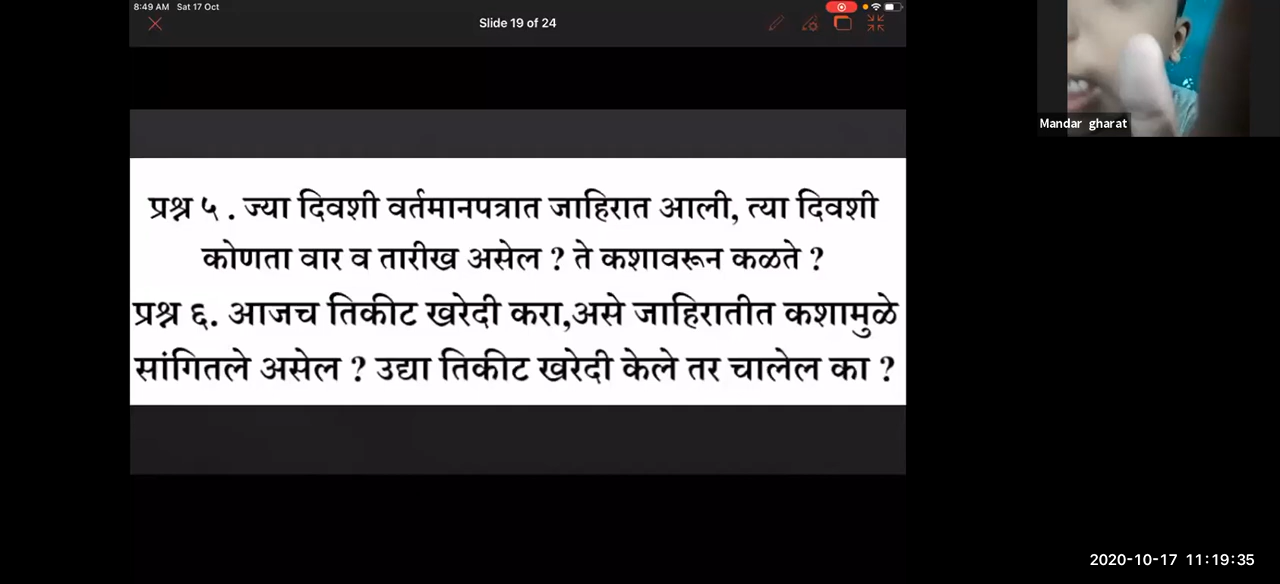 8:49 AM Sat 17 Oct
Slide 19 of 24
प्रश्न ५ . ज्या दिवशी वर्तमानपत्रात जाहिरात आली, त्या दिवशी
कोणता वार व तारीख असेल ? ते कशावरून कळते ?
प्रश्न ६. आजच तिकीट खरेदी करा,असे जाहिरातीत कशामुळे
सांगितले असेल ? उद्या तिकीट खरेदी केले तर चालेल का ?
Mandar gharat
2020-10-17 11:19:35